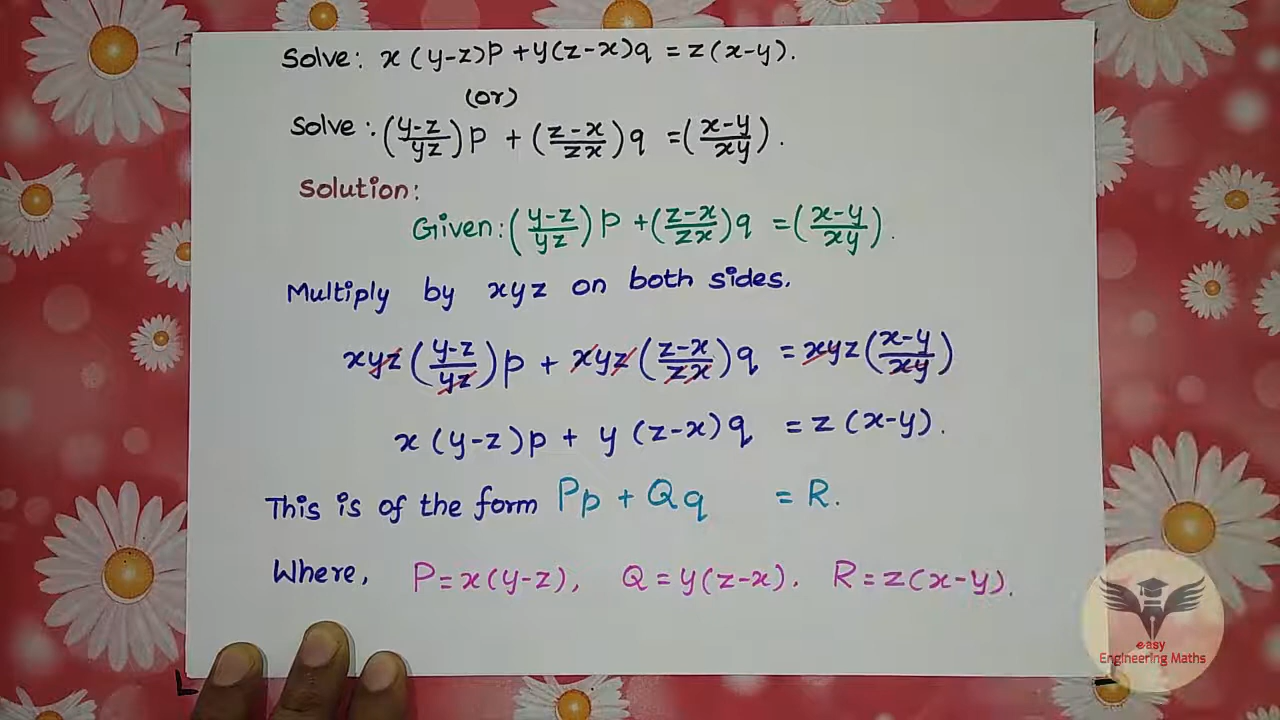 Solve: x(y-z)p + y(z-x)q = z(x-y).
(or)
Solve: (y-z/yz)p + (z-x/zx)q = (x-y/xy).
Solution:
Given: (y-z/yz)p + (z-x/zx)q = (x-y/xy).
Multiply by xyz on both sides.
xyz(y-z/yz)p + xyz(z-x/zx)q = xyz(x-y/xy)
x(y-z)p + y(z-x)q = z(x-y).
This is of the form Pp + Qq = R.
Where, P=x(y-z), Q=y(z-x). R=z(x-y).
easy
Engineering Maths